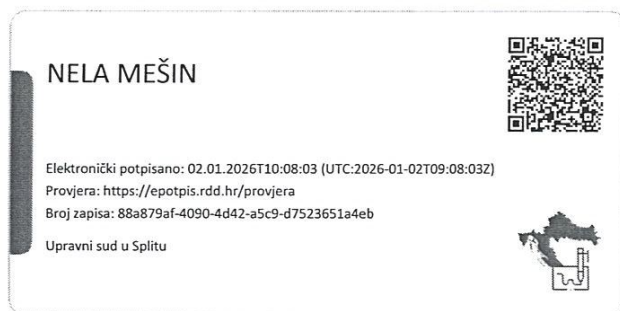 NELA MEŠIN
Elektronički potpisano: 02.01.2026T10:08:03 (UTC:2026-01-02T09:08:03Z)
Provjera: https://epotpis.rdd.hr/provjera
Broj zapisa: 88a879af-4090-4d42-a5c9-d7523651a4eb
Upravni sud u Splitu